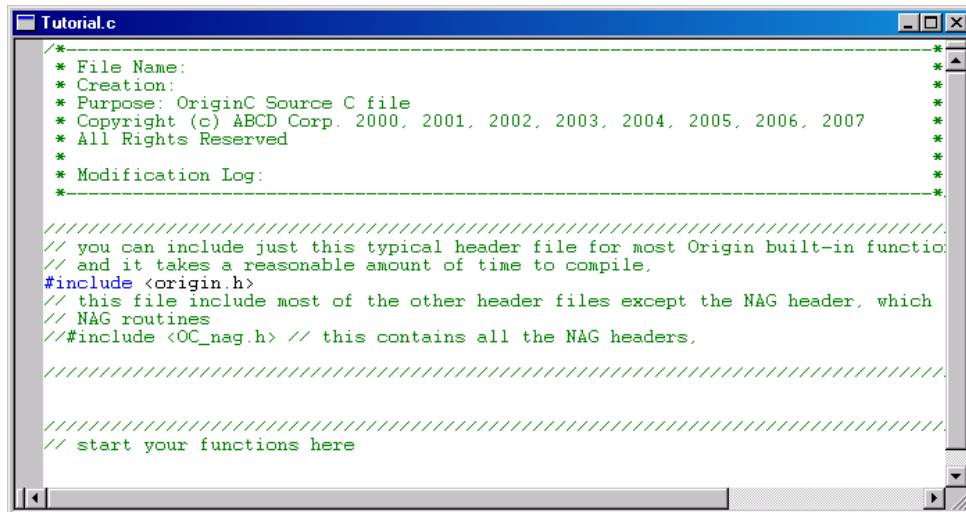 Tutorial.c
/*-----------------------------------------------------------------------------*
* File Name: *
* Creation: *
* Purpose: OriginC Source C file *
* Copyright (c) ABCD Corp. 2000, 2001, 2002, 2003, 2004, 2005, 2006, 2007 *
* All Rights Reserved *
* *
* Modification Log: *
*-----------------------------------------------------------------------------*
////////////////////////////////////////////////////////////////////////////////
// you can include just this typical header file for most Origin built-in functio
// and it takes a reasonable amount of time to compile,
#include <origin.h>
// this file include most of the other header files except the NAG header, which
// NAG routines
//#include <OC_nag.h> // this contains all the NAG headers,
////////////////////////////////////////////////////////////////////////////////
////////////////////////////////////////////////////////////////////////////////
// start your functions here